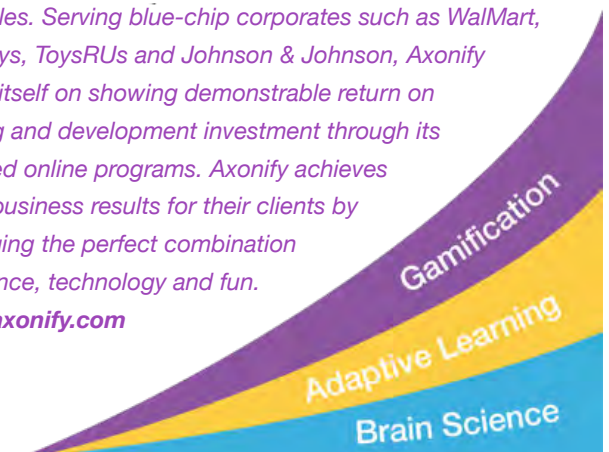 les. Serving blue-chip corporates such as WalMart,
ys, ToysRUs and Johnson & Johnson, Axonify
itself on showing demonstrable return on
g and development investment through its
ed online programs. Axonify achieves
business results for their clients by
ging the perfect combination
nce, technology and fun.
axonify.com
Gamification
Adaptive Learning
Brain Science